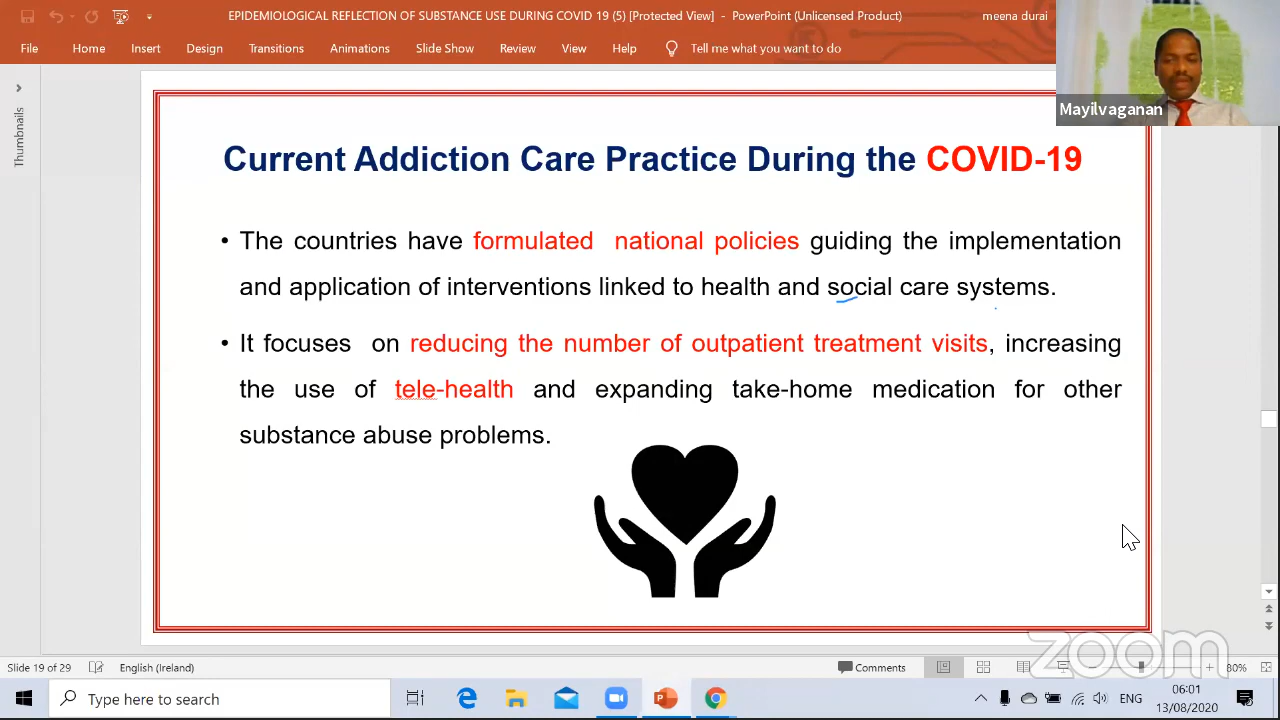 EPIDEMIOLOGICAL REFLECTION OF SUBSTANCE USE DURING COVID 19 (5) [Protected View] - PowerPoint (Unlicensed Product)
meena durai
File Home Insert Design Transitions Animations Slide Show Review View Help Tell me what you want to do
Mayilvaganan
Thumbnails
Current Addiction Care Practice During the COVID-19
• The countries have formulated national policies guiding the implementation
and application of interventions linked to health and social care systems.
• It focuses on reducing the number of outpatient treatment visits, increasing
the use of tele-health and expanding take-home medication for other
substance abuse problems.
zoom
Slide 19 of 29 English (Ireland) Comments 80%
Type here to search ENG 06:01
13/08/2020